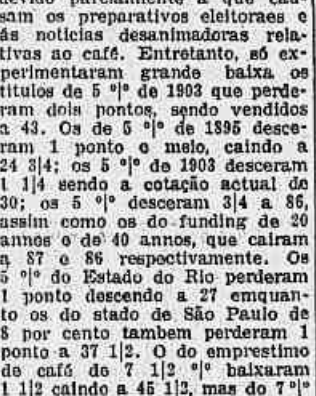 devido parcialmente a que cau-
sam os preparativos eleitoraes e
ás noticias desanimadoras rela-
tivas ao café. Entretanto, só ex-
perimentaram grande baixa os
titulos de 5 °|° de 1903 que perde-
ram dois pontos, sendo vendidos
a 43. Os de 5 °|° de 1895 desce-
ram 1 ponto e meio, caindo a
24 3|4; os 5 °|° de 1903 desceram
1 1|4 sendo a cotação actual de
30; os 5 °|° desceram 3|4 a 86,
assim como os do funding de 20
annos e de 40 annos, que cairam
a 87 e 86 respectivamente. Os
5 °|° do Estado do Rio perderam
1 ponto descendo a 27 emquan-
to os do stado de São Paulo de
8 por cento tambem perderam 1
ponto a 37 1|2. O do emprestimo
de café de 7 1|2 °|° baixaram
1 1|2 caindo a 45 1|2, mas do 7 °|°